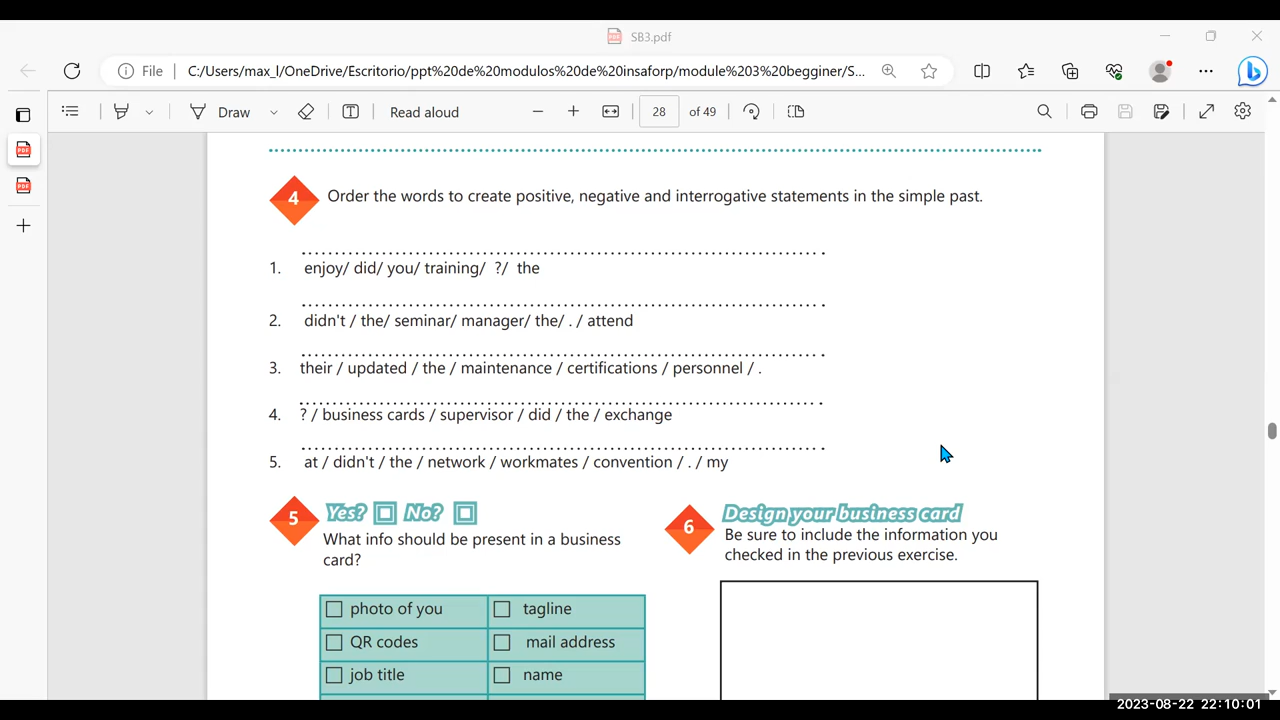 SB3.pdf
File C:/Users/max_l/OneDrive/Escritorio/ppt%20de%20modulos%20de%20insaforp/module%203%20begginer/S...
Draw Read aloud 28 of 49
4 Order the words to create positive, negative and interrogative statements in the simple past.
1. enjoy/ did/ you/ training/ ?/ the
2. didn't / the/ seminar/ manager/ the/ . / attend
3. their / updated / the / maintenance / certifications / personnel / .
4. ? / business cards / supervisor / did / the / exchange
5. at / didn't / the / network / workmates / convention / . / my
5 Yes? No?
What info should be present in a business
card?
photo of you tagline
QR codes mail address
job title name
6 Design your business card
Be sure to include the information you
checked in the previous exercise.
2023-08-22 22:10:01